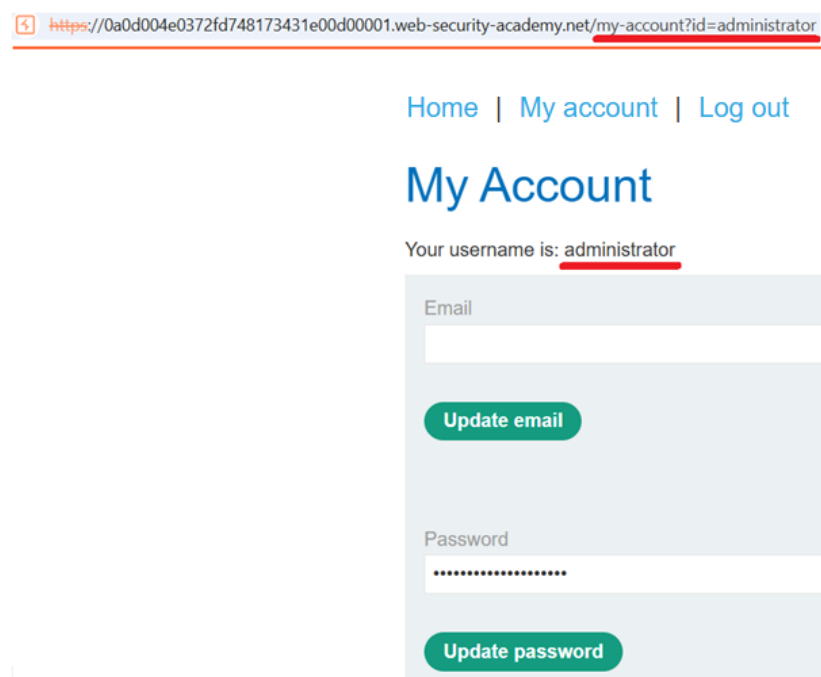 https://0a0d004e0372fd748173431e00d00001.web-security-academy.net/my-account?id=administrator
Home | My account | Log out
My Account
Your username is: administrator
Email
Update email
Password
••••••••••••••••••••
Update password